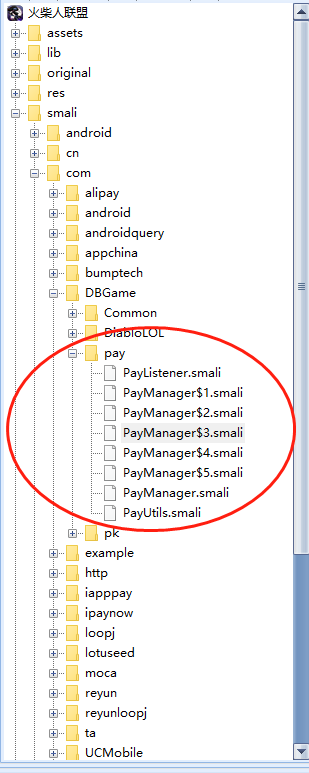 火柴人联盟
assets
lib
original
res
smali
android
cn
com
alipay
android
androidquery
appchina
bumptech
DBGame
Common
DiabloLOL
pay
PayListener.smali
PayManager$1.smali
PayManager$2.smali
PayManager$3.smali
PayManager$4.smali
PayManager$5.smali
PayManager.smali
PayUtils.smali
pk
example
http
iapppay
ipaynow
loopj
lotuseed
moca
reyun
reyunloopj
ta
UCMobile